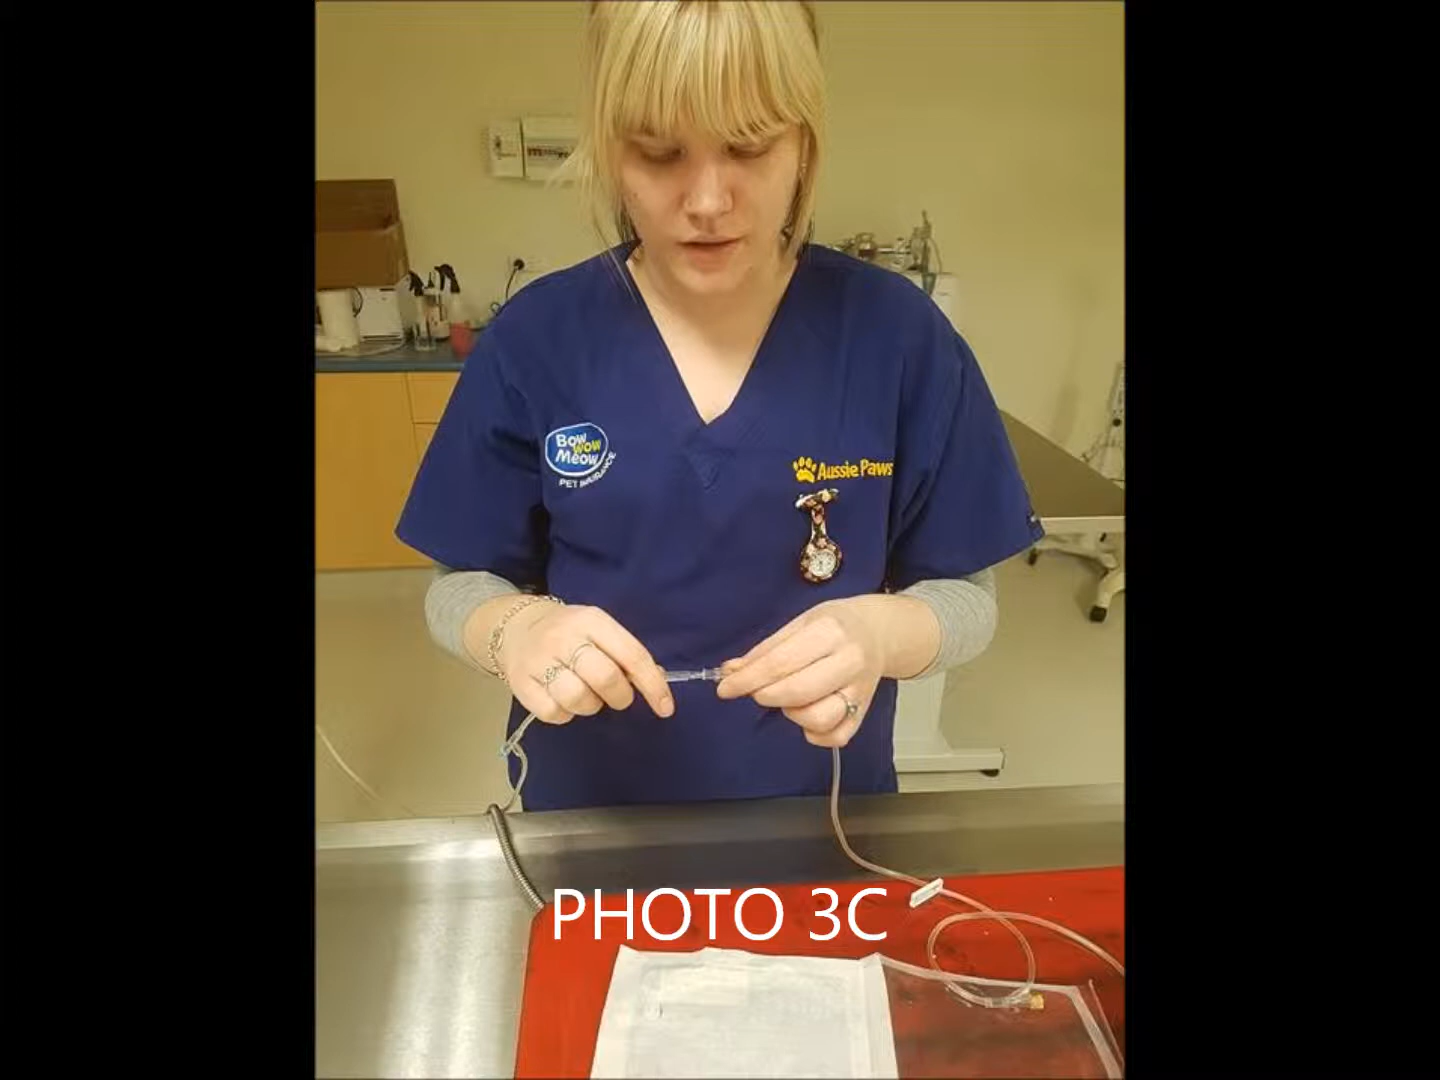 Bow
wow
Meow
PET INSURANCE
Aussie Paws
PHOTO 3C